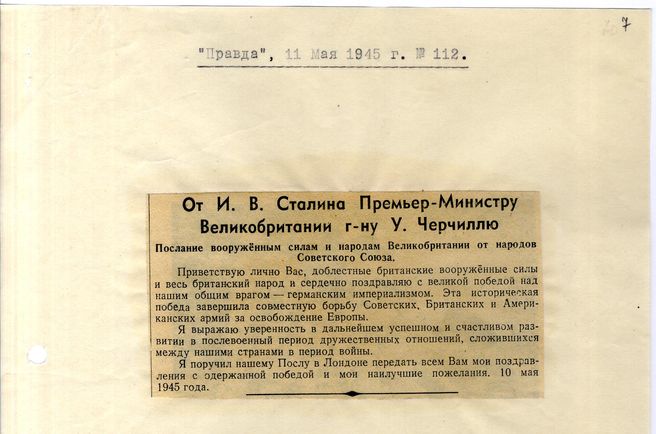 7
"Правда", 11 Мая 1945 г. № 112.
От И. В. Сталина Премьер-Министру
Великобритании г-ну У. Черчиллю
Послание вооружённым силам и народам Великобритании от народов
Советского Союза.
Приветствую лично Вас, доблестные британские вооружённые силы
и весь британский народ и сердечно поздравляю с великой победой над
нашим общим врагом — германским империализмом. Эта историческая
победа завершила совместную борьбу Советских, Британских и Амери-
канских армий за освобождение Европы.
Я выражаю уверенность в дальнейшем успешном и счастливом раз-
витии в послевоенный период дружественных отношений, сложившихся
между нашими странами в период войны.
Я поручил нашему Послу в Лондоне передать всем Вам мои поздрав-
ления с одержанной победой и мои наилучшие пожелания. 10 мая
1945 года.